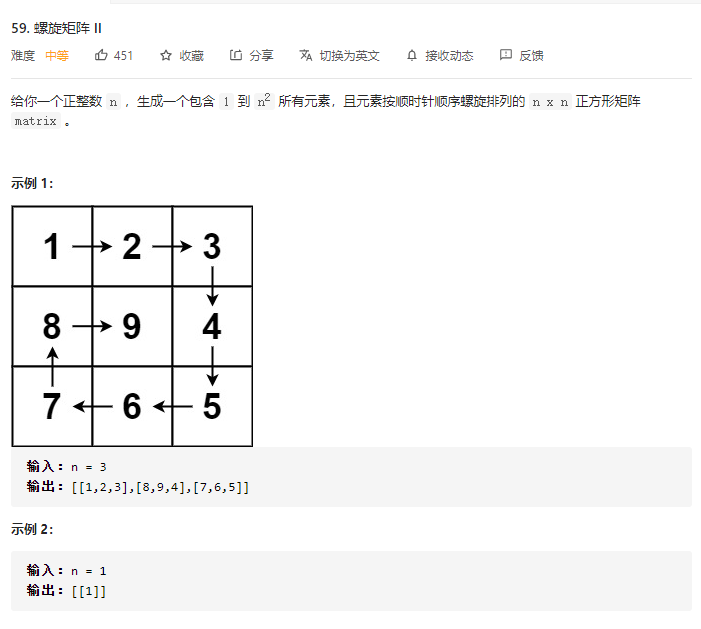 59. 螺旋矩阵 II
难度 中等 451 收藏 分享 切换为英文 接收动态 反馈
给你一个正整数 n ，生成一个包含 1 到 n² 所有元素，且元素按顺时针顺序螺旋排列的 n x n 正方形矩阵
matrix 。
示例 1：
1 2 3
8 9 4
7 6 5
输入：n = 3
输出：[[1,2,3],[8,9,4],[7,6,5]]
示例 2：
输入：n = 1
输出：[[1]]